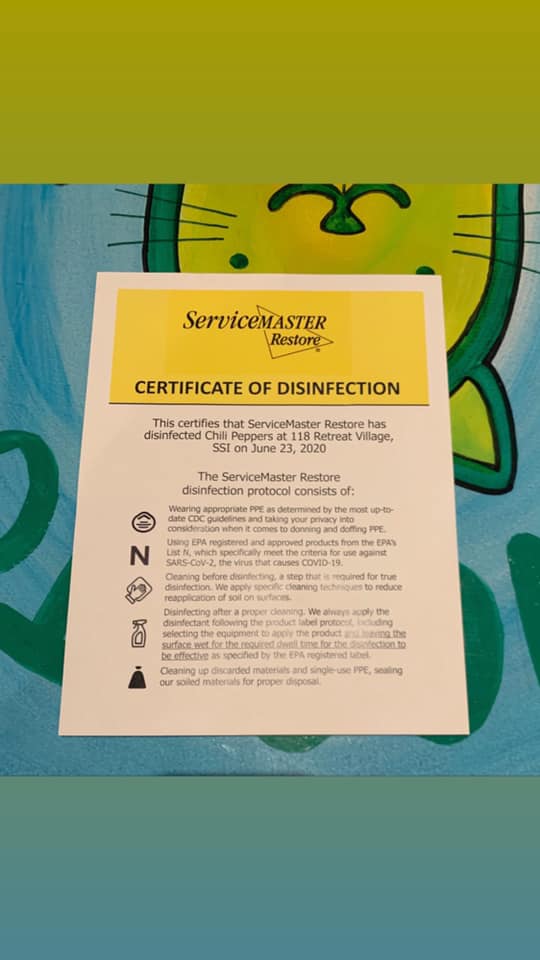 ServiceMASTER
Restore
CERTIFICATE OF DISINFECTION
This certifies that ServiceMaster Restore has
disinfected Chili Peppers at 118 Retreat Village,
SSI on June 23, 2020
The ServiceMaster Restore
disinfection protocol consists of:
Wearing appropriate PPE as determined by the most up-to-
date CDC guidelines and taking your privacy into
consideration when it comes to donning and doffing PPE.
N
Using EPA registered and approved products from the EPA's
List N, which specifically meet the criteria for use against
SARS-CoV-2, the virus that causes COVID-19.
Cleaning before disinfecting, a step that is required for true
disinfection. We apply specific cleaning techniques to reduce
reapplication of soil on surfaces.
Disinfecting after a proper cleaning. We always apply the
disinfectant following the product label protocol, including
selecting the equipment to apply the product and leaving the
surface wet for the required dwell time for the disinfection to
be effective as specified by the EPA registered label.
Cleaning up discarded materials and single-use PPE, sealing
our soiled materials for proper disposal.